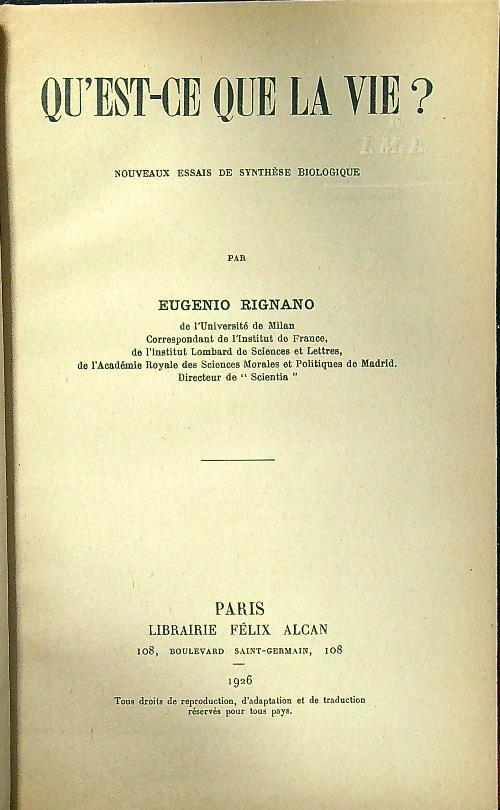 QU'EST-CE QUE LA VIE ?
NOUVEAUX ESSAIS DE SYNTHÈSE BIOLOGIQUE
PAR
EUGENIO RIGNANO
de l'Université de Milan
Correspondant de l'Institut de France,
de l'Institut Lombard de Sciences et Lettres,
de l'Académie Royale des Sciences Morales et Politiques de Madrid.
Directeur de “ Scientia ”
PARIS
LIBRAIRIE FÉLIX ALCAN
108, BOULEVARD SAINT-GERMAIN, 108
1926
Tous droits de reproduction, d'adaptation et de traduction
réservés pour tous pays.